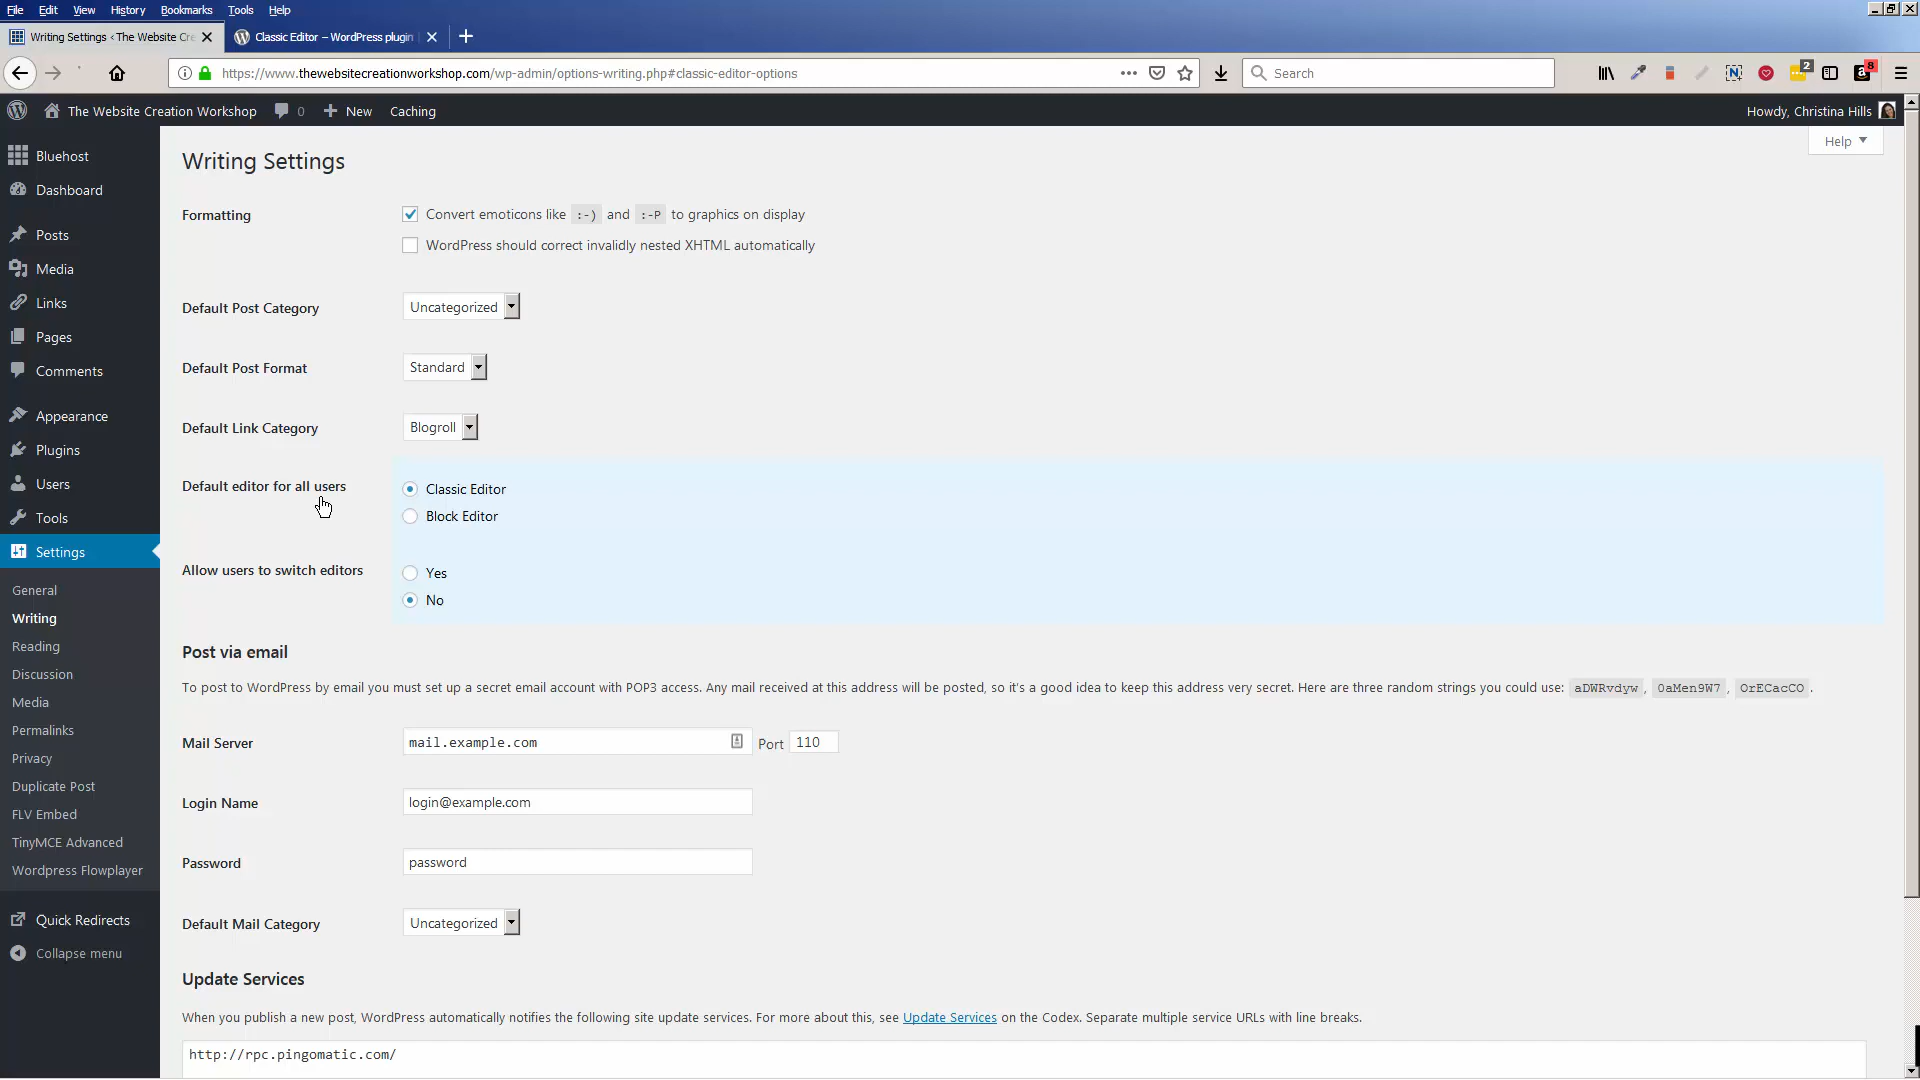 File Edit View History Bookmarks Tools Help
Writing Settings ‹ The Website Cre
Classic Editor – WordPress plugin
https://www.thewebsitecreationworkshop.com/wp-admin/options-writing.php#classic-editor-options
Search
2
8
The Website Creation Workshop 0 New Caching
Howdy, Christina Hills
Help
Bluehost
Dashboard
Posts
Media
Links
Pages
Comments
Appearance
Plugins
Users
Tools
Settings
General
Writing
Reading
Discussion
Media
Permalinks
Privacy
Duplicate Post
FLV Embed
TinyMCE Advanced
Wordpress Flowplayer
Quick Redirects
Collapse menu
Writing Settings
Formatting
Convert emoticons like :-) and :-P to graphics on display
WordPress should correct invalidly nested XHTML automatically
Default Post Category Uncategorized
Default Post Format Standard
Default Link Category Blogroll
Default editor for all users
Classic Editor
Block Editor
Allow users to switch editors
Yes
No
Post via email
To post to WordPress by email you must set up a secret email account with POP3 access. Any mail received at this address will be posted, so it's a good idea to keep this address very secret. Here are three random strings you could use: aDWRvdyw, 0aMen9W7, OrECacCO.
Mail Server mail.example.com Port 110
Login Name login@example.com
Password password
Default Mail Category Uncategorized
Update Services
When you publish a new post, WordPress automatically notifies the following site update services. For more about this, see Update Services on the Codex. Separate multiple service URLs with line breaks.
http://rpc.pingomatic.com/